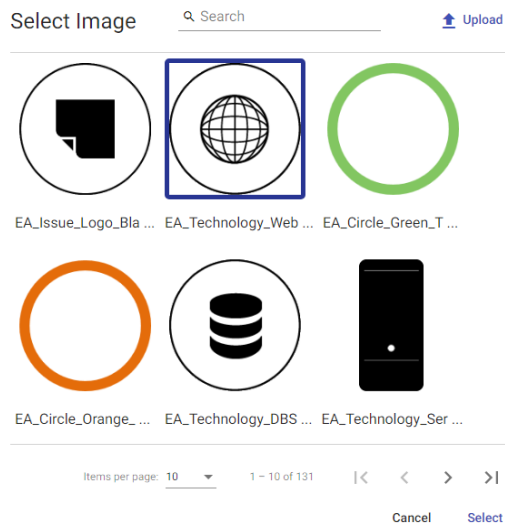 Select Image
Search
Upload
EA_Issue_Logo_Bla ...
EA_Technology_Web ...
EA_Circle_Green_T ...
EA_Circle_Orange_ ...
EA_Technology_DBS ...
EA_Technology_Ser ...
Items per page: 10
1 – 10 of 131
Cancel
Select